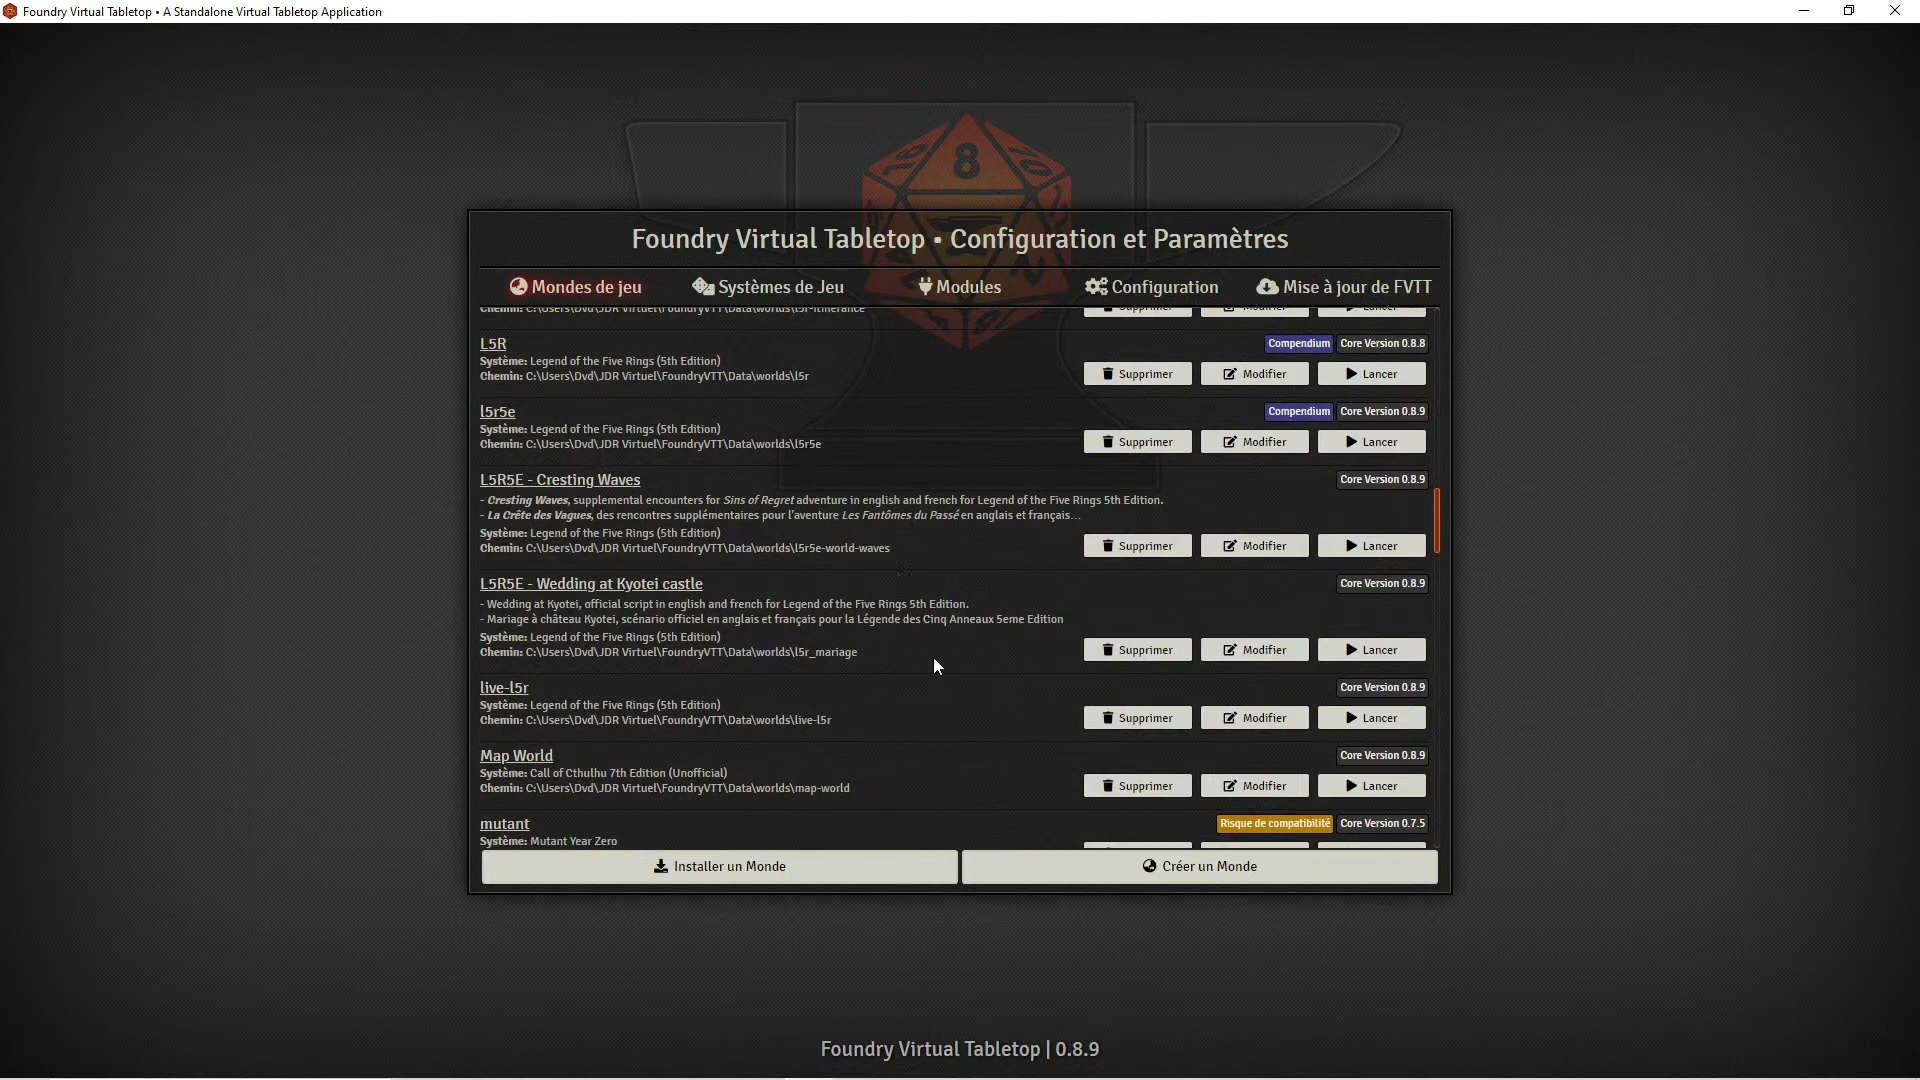 Foundry Virtual Tabletop • A Standalone Virtual Tabletop Application
8
Foundry Virtual Tabletop • Configuration et Paramètres
Mondes de jeu Systèmes de Jeu Modules Configuration Mise à jour de FVTT
Chemin: C:\Users\Dvd\JDR Virtuel\FoundryVTT\Data\worlds\l5r-itinerance Supprimer Modifier Lancer
L5R Compendium Core Version 0.8.8
Système: Legend of the Five Rings (5th Edition)
Chemin: C:\Users\Dvd\JDR Virtuel\FoundryVTT\Data\worlds\l5r Supprimer Modifier Lancer
l5r5e Compendium Core Version 0.8.9
Système: Legend of the Five Rings (5th Edition)
Chemin: C:\Users\Dvd\JDR Virtuel\FoundryVTT\Data\worlds\l5r5e Supprimer Modifier Lancer
L5R5E - Cresting Waves Core Version 0.8.9
- Cresting Waves, supplemental encounters for Sins of Regret adventure in english and french for Legend of the Five Rings 5th Edition.
- La Crête des Vagues, des rencontres supplémentaires pour l'aventure Les Fantômes du Passé en anglais et français...
Système: Legend of the Five Rings (5th Edition)
Chemin: C:\Users\Dvd\JDR Virtuel\FoundryVTT\Data\worlds\l5r5e-world-waves Supprimer Modifier Lancer
L5R5E - Wedding at Kyotei castle Core Version 0.8.9
- Wedding at Kyotei, official script in english and french for Legend of the Five Rings 5th Edition.
- Mariage à château Kyotei, scénario officiel en anglais et français pour la Légende des Cinq Anneaux 5eme Edition
Système: Legend of the Five Rings (5th Edition)
Chemin: C:\Users\Dvd\JDR Virtuel\FoundryVTT\Data\worlds\l5r_mariage Supprimer Modifier Lancer
live-l5r Core Version 0.8.9
Système: Legend of the Five Rings (5th Edition)
Chemin: C:\Users\Dvd\JDR Virtuel\FoundryVTT\Data\worlds\live-l5r Supprimer Modifier Lancer
Map World Core Version 0.8.9
Système: Call of Cthulhu 7th Edition (Unofficial)
Chemin: C:\Users\Dvd\JDR Virtuel\FoundryVTT\Data\worlds\map-world Supprimer Modifier Lancer
mutant Risque de compatibilité Core Version 0.7.5
Système: Mutant Year Zero
Installer un Monde Créer un Monde
Foundry Virtual Tabletop | 0.8.9